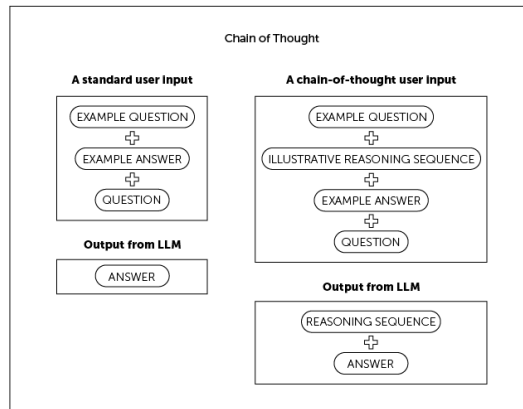 Chain of Thought
A standard user input
EXAMPLE QUESTION
EXAMPLE ANSWER
QUESTION
Output from LLM
ANSWER
A chain-of-thought user input
EXAMPLE QUESTION
ILLUSTRATIVE REASONING SEQUENCE
EXAMPLE ANSWER
QUESTION
Output from LLM
REASONING SEQUENCE
ANSWER